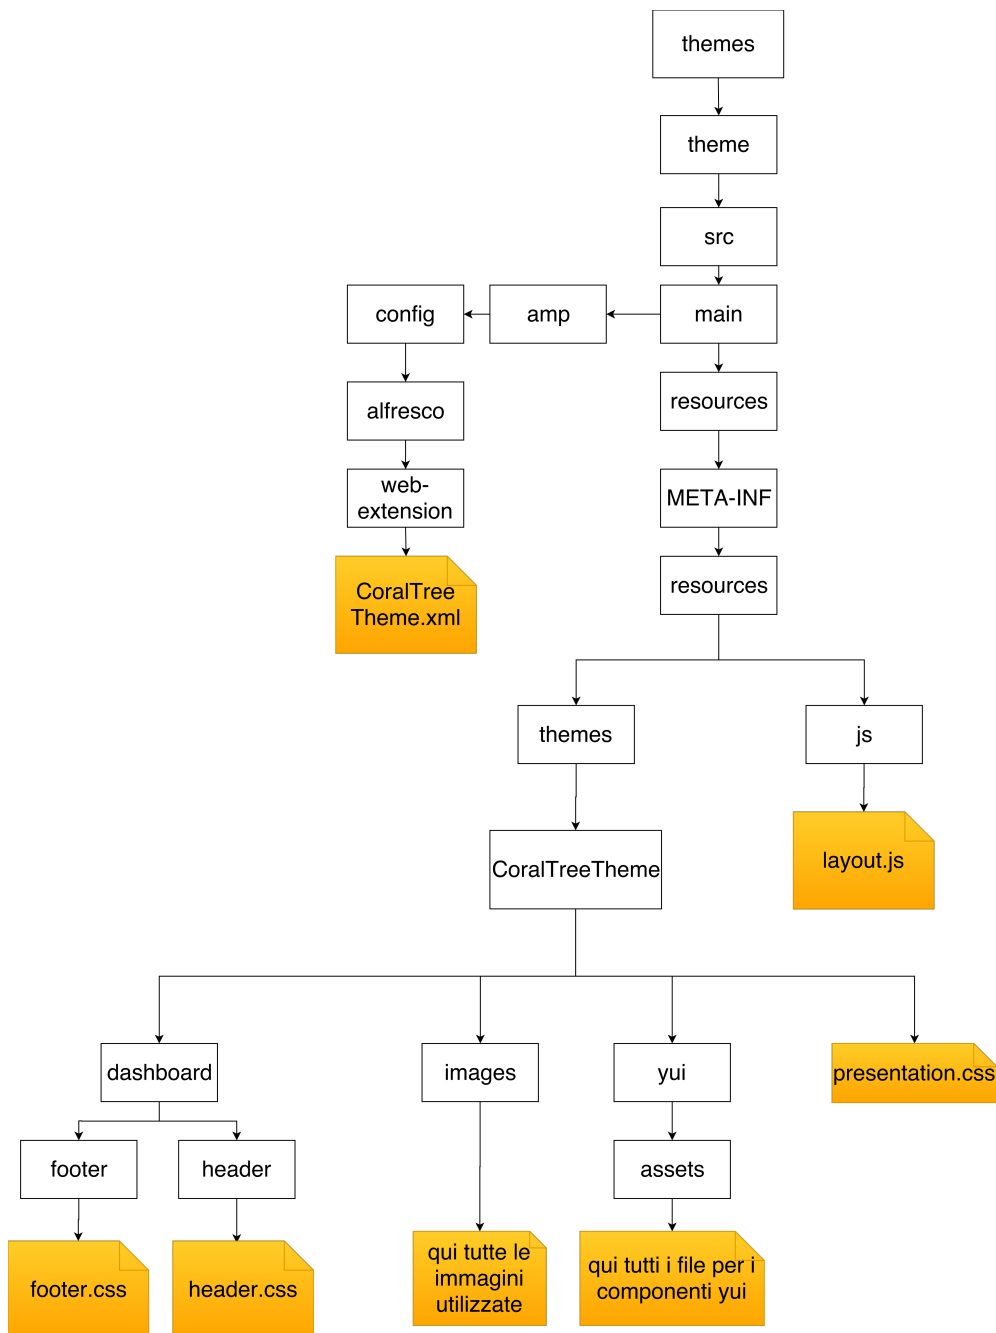 themes
theme
src
config
amp
main
alfresco
resources
web-
extension
META-INF
CoralTree
Theme.xml
resources
themes
js
CoralTreeTheme
layout.js
dashboard
images
yui
presentation.css
footer
header
assets
footer.css
header.css
qui tutte le
immagini
utilizzate
qui tutti i file per i
componenti yui